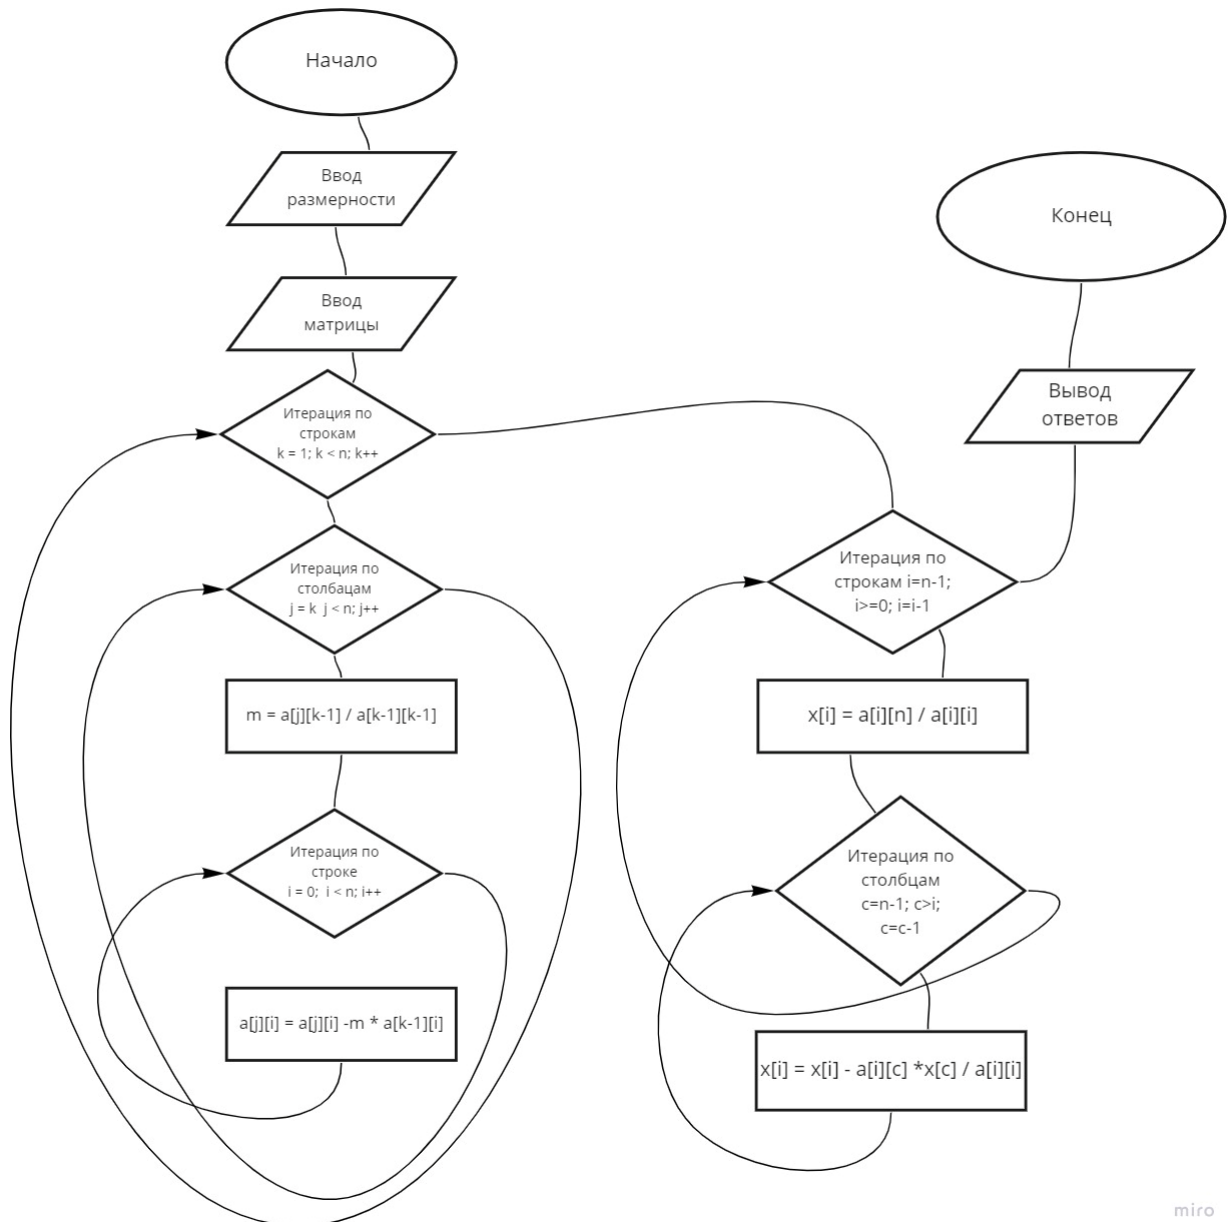 Начало
Ввод
размерности
Ввод
матрицы
Итерация по
строкам
k = 1; k < n; k++
Итерация по
столбацам
j = k j < n; j++
m = a[j][k-1] / a[k-1][k-1]
Итерация по
строке
i = 0; i < n; i++
a[j][i] = a[j][i] -m * a[k-1][i]
Конец
Вывод
ответов
Итерация по
строкам i=n-1;
i>=0; i=i-1
x[i] = a[i][n] / a[i][i]
Итерация по
столбцам
c=n-1; c>i;
c=c-1
x[i] = x[i] - a[i][c] *x[c] / a[i][i]
miro